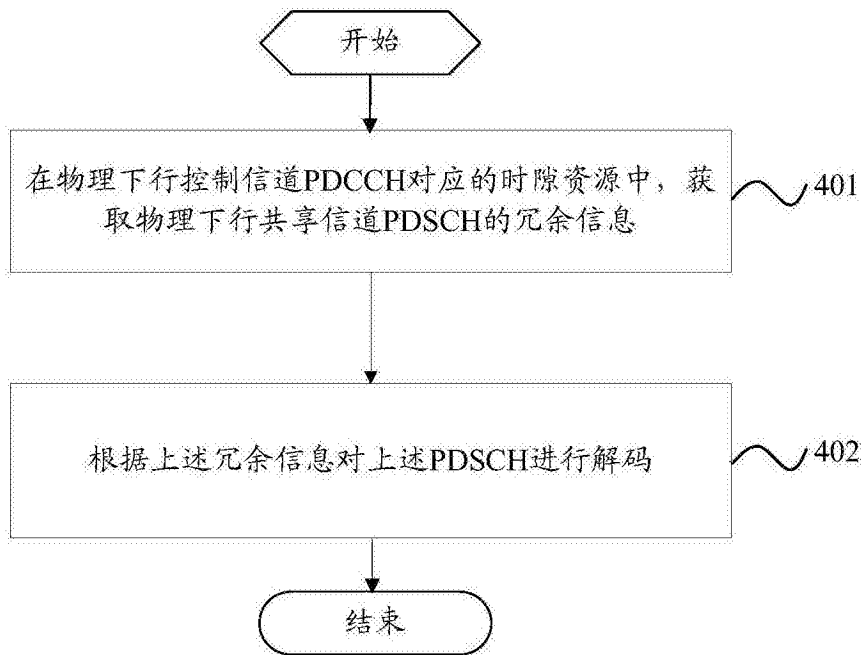 开始
在物理下行控制信道PDCCH对应的时隙资源中，获
取物理下行共享信道PDSCH的冗余信息
401
根据上述冗余信息对上述PDSCH进行解码
402
结束